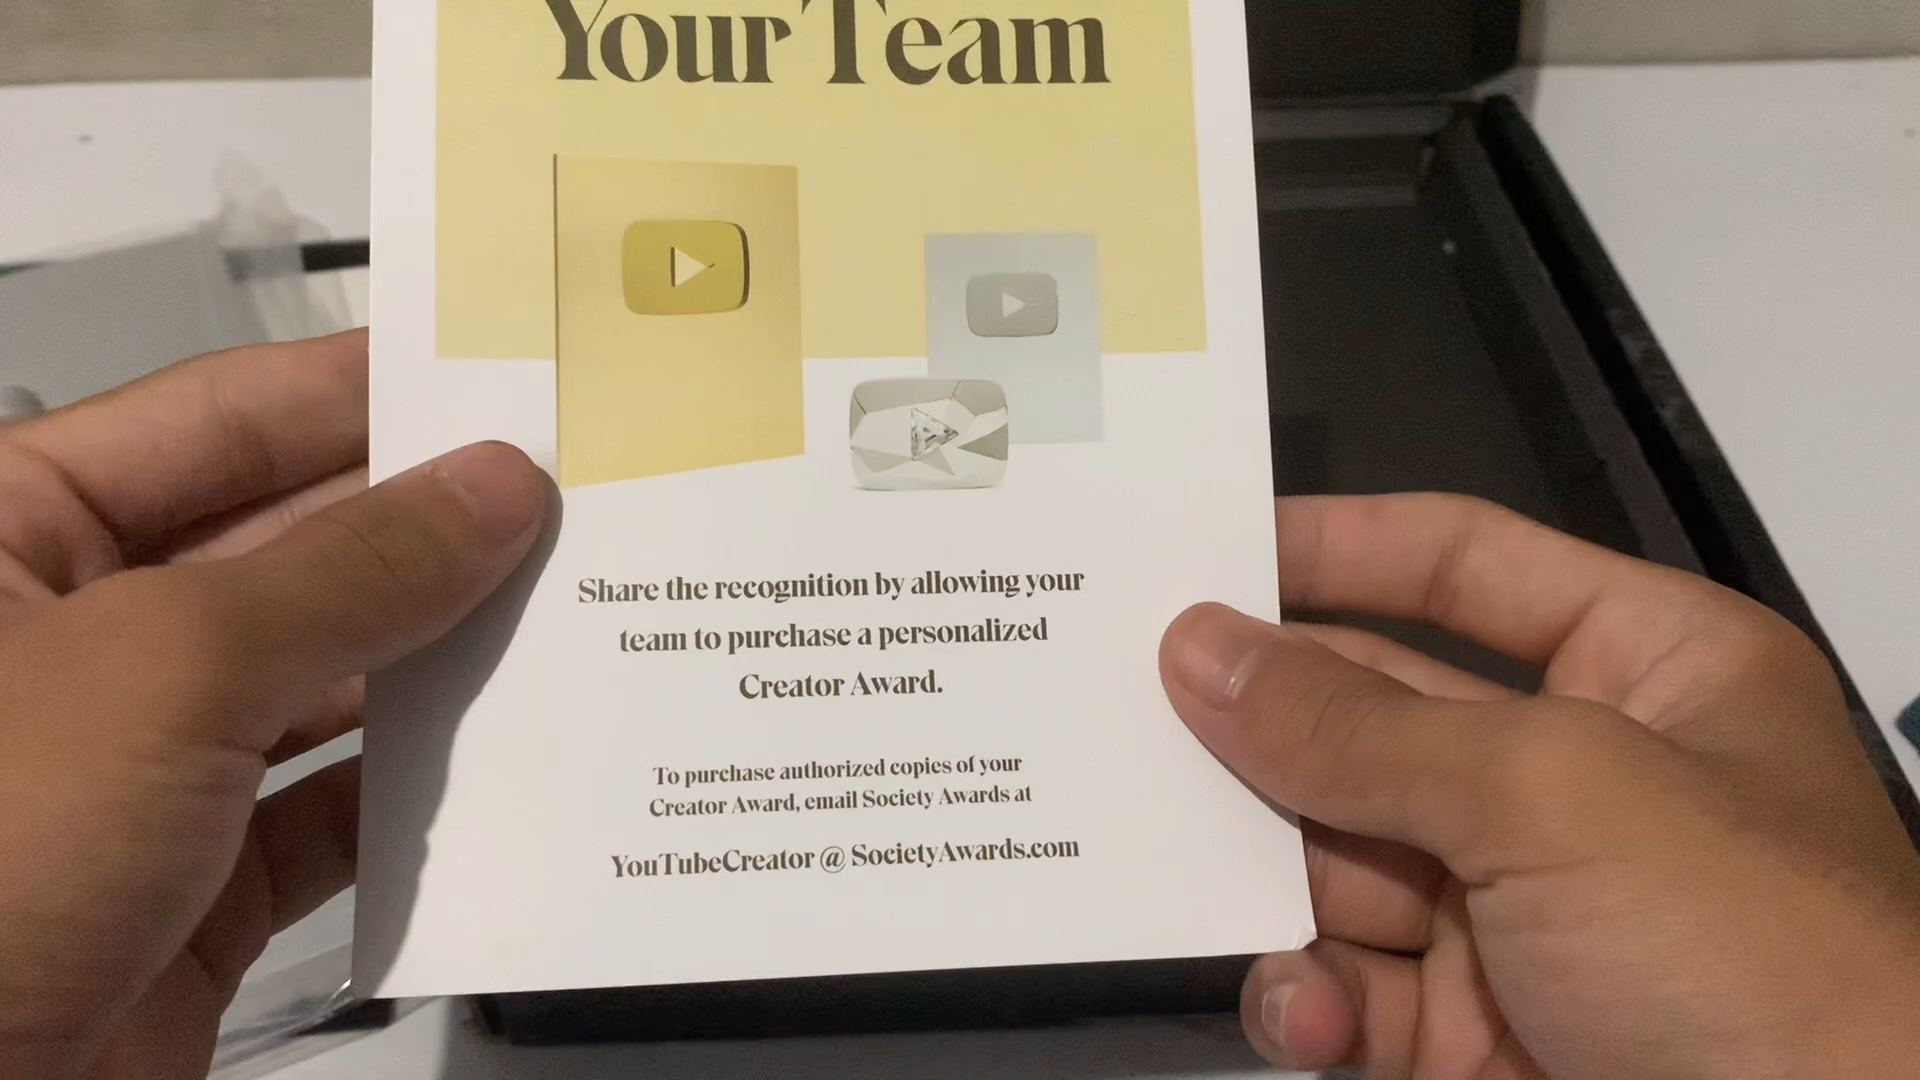 Your Team
Share the recognition by allowing your
team to purchase a personalized
Creator Award.
To purchase authorized copies of your
Creator Award, email Society Awards at
YouTubeCreator @ SocietyAwards.com